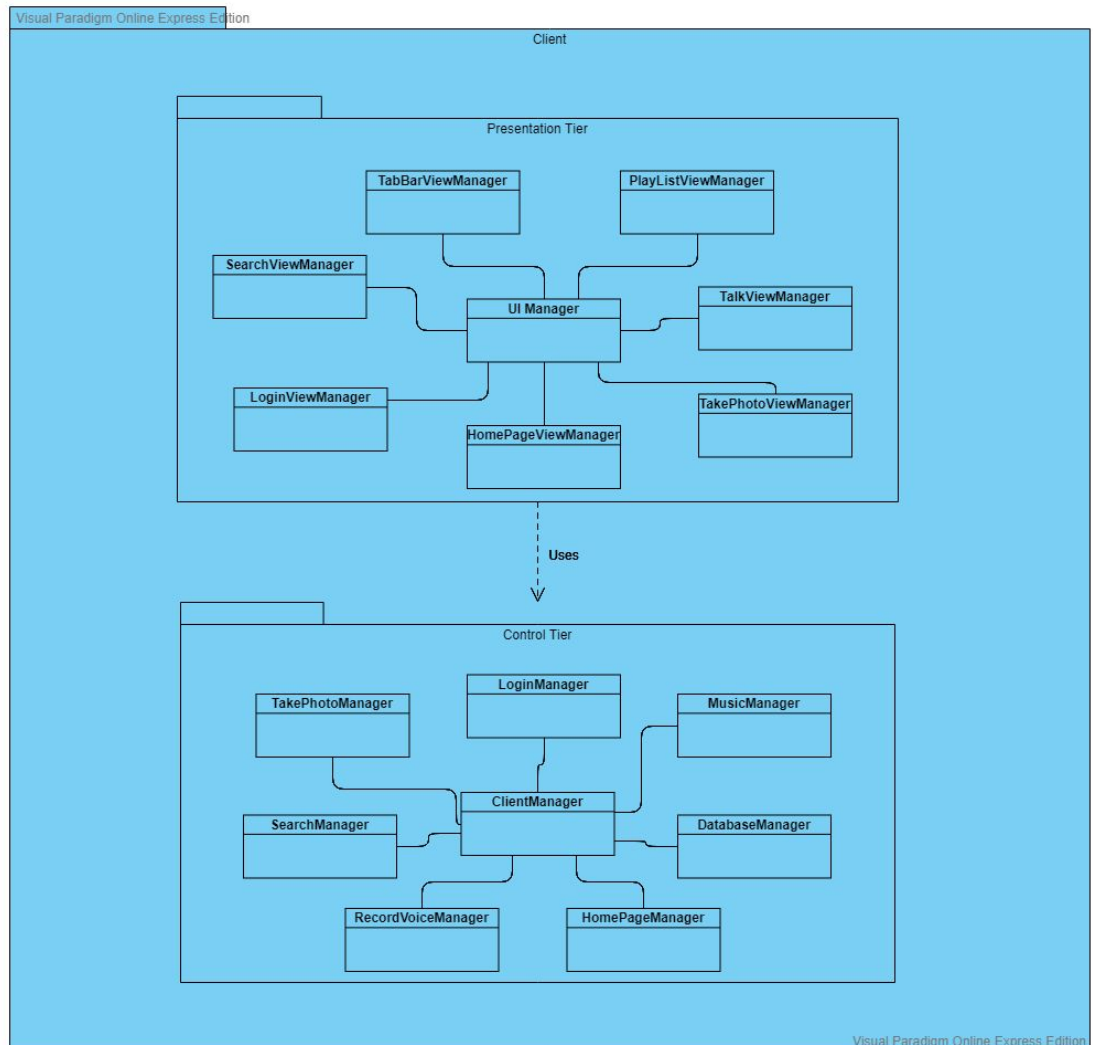 Visual Paradigm Online Express Edition
Client
Presentation Tier
TabBarViewManager
PlayListViewManager
SearchViewManager
TalkViewManager
UI Manager
LoginViewManager
TakePhotoViewManager
HomePageViewManager
Uses
Control Tier
LoginManager
TakePhotoManager
MusicManager
ClientManager
SearchManager
DatabaseManager
RecordVoiceManager
HomePageManager
Visual Paradigm Online Express Edition